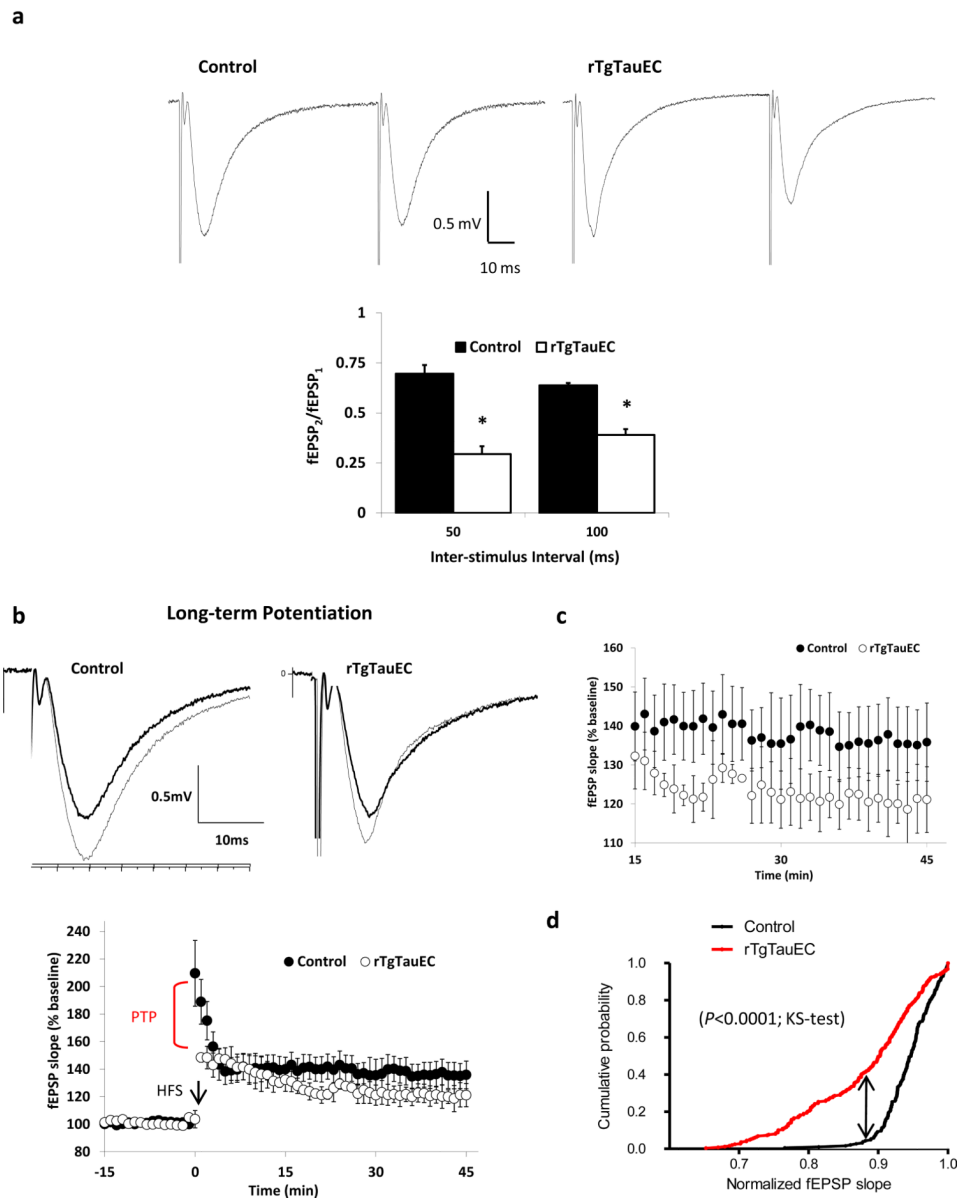 a
Control
rTgTauEC
0.5 mV
10 ms
1
0.75
0.5
0.25
0
fEPSP2/fEPSP1
Control
rTgTauEC
*
*
50
100
Inter-stimulus Interval (ms)
b
Long-term Potentiation
Control
rTgTauEC
0
0.5mV
10ms
240
220
200
180
160
140
120
100
80
fEPSP slope (% baseline)
Control
rTgTauEC
PTP
HFS
-15
0
15
30
45
Time (min)
c
Control
rTgTauEC
160
150
140
130
120
110
fEPSP slope (% baseline)
15
30
45
Time (min)
d
Control
rTgTauEC
(P<0.0001; KS-test)
1.0
0.8
0.6
0.4
0.2
0.0
Cumulative probability
0.7
0.8
0.9
1.0
Normalized fEPSP slope